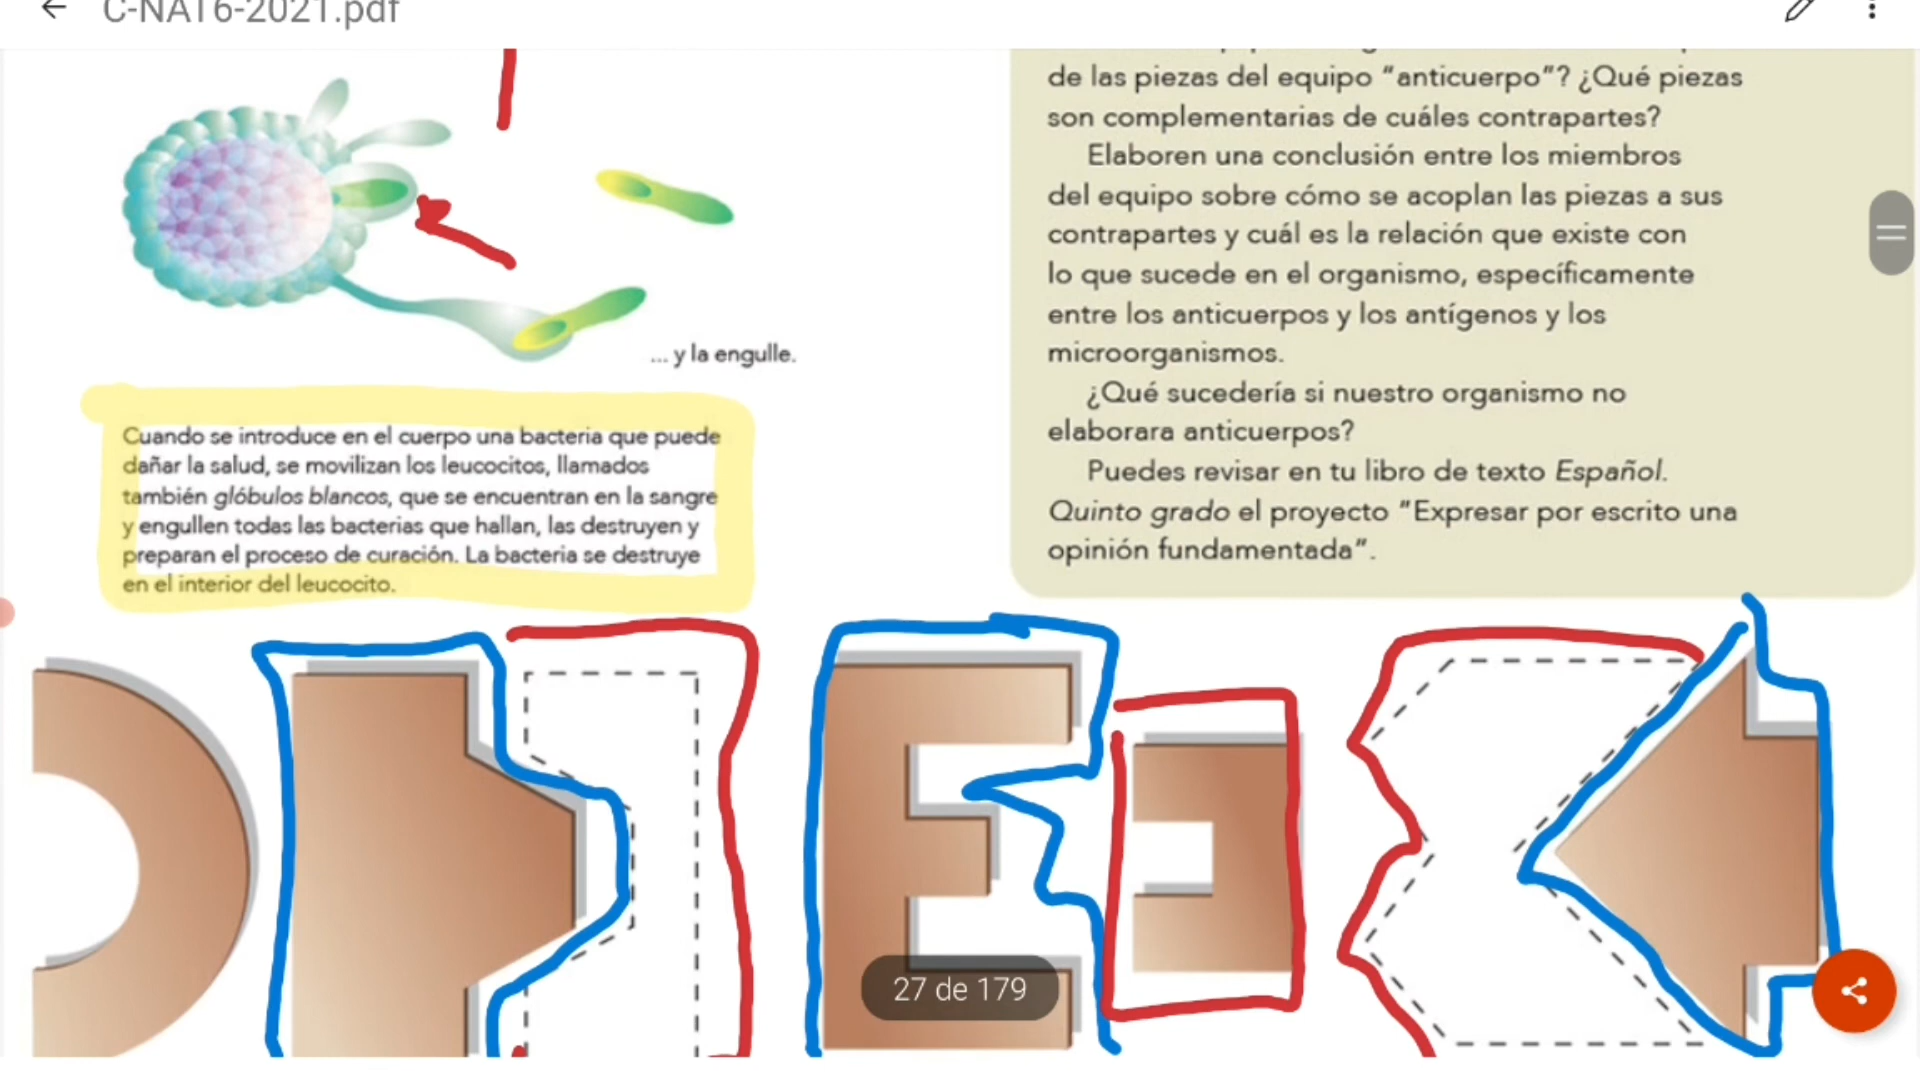 C-NAT6-2021.pdf
... y la engulle.
Cuando se introduce en el cuerpo una bacteria que puede
dañar la salud, se movilizan los leucocitos, llamados
también glóbulos blancos, que se encuentran en la sangre
y engullen todas las bacterias que hallan, las destruyen y
preparan el proceso de curación. La bacteria se destruye
en el interior del leucocito.
de las piezas del equipo “anticuerpo”? ¿Qué piezas
son complementarias de cuáles contrapartes?
Elaboren una conclusión entre los miembros
del equipo sobre cómo se acoplan las piezas a sus
contrapartes y cuál es la relación que existe con
lo que sucede en el organismo, específicamente
entre los anticuerpos y los antígenos y los
microorganismos.
¿Qué sucedería si nuestro organismo no
elaborara anticuerpos?
Puedes revisar en tu libro de texto Español.
Quinto grado el proyecto “Expresar por escrito una
opinión fundamentada”.
27 de 179